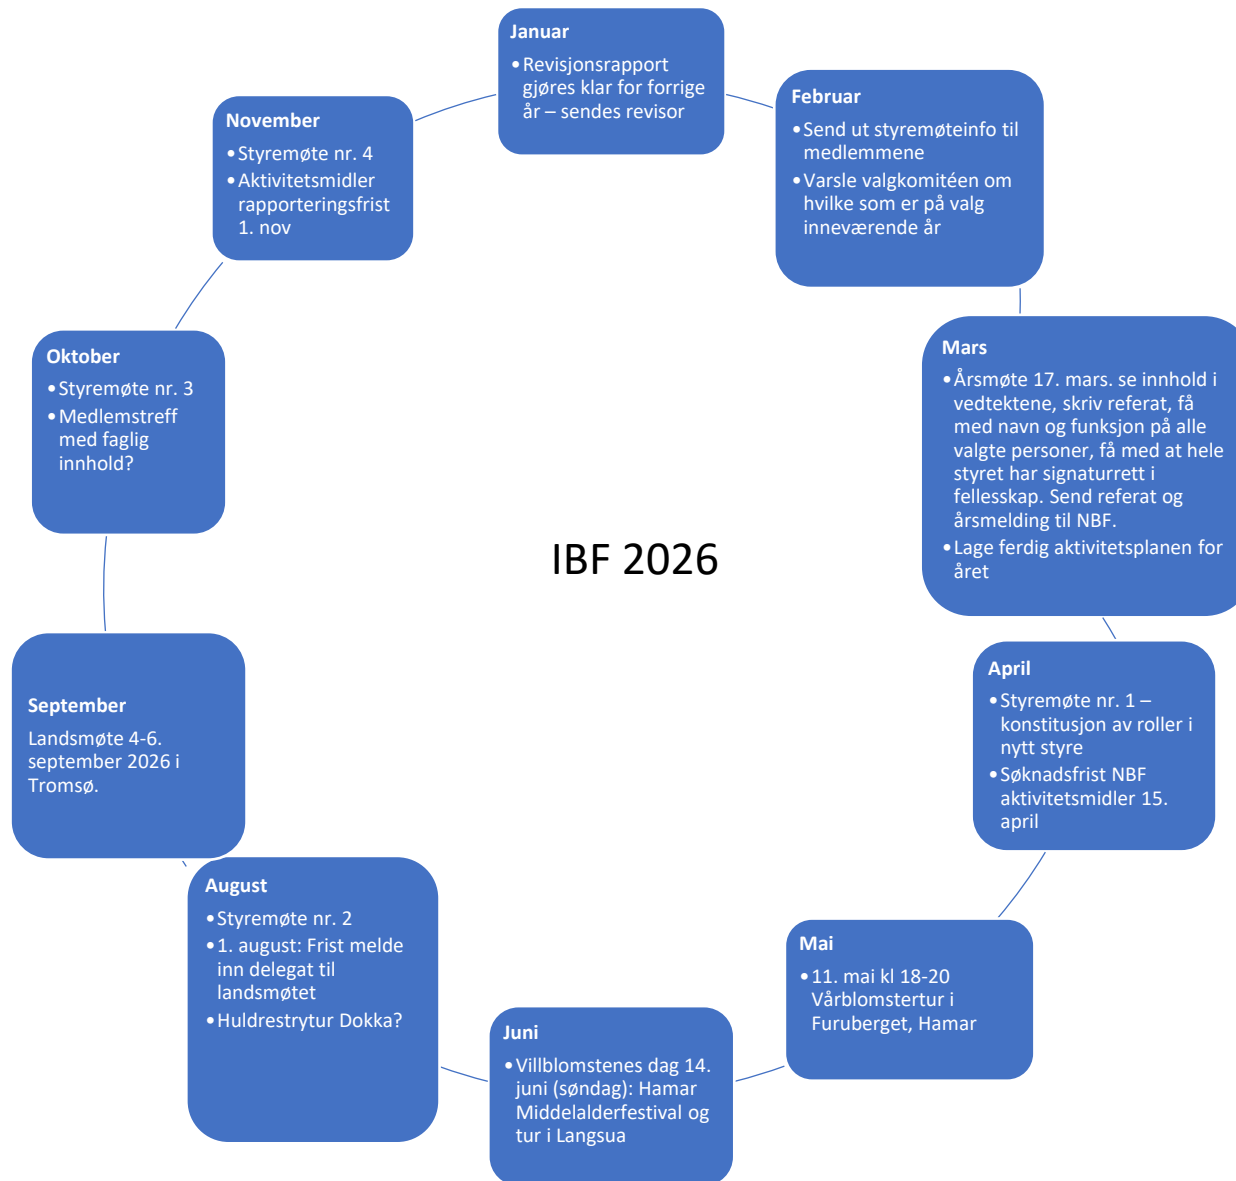 Januar
•Revisjonsrapport
gjøres klar for forrige
år – sendes revisor
Februar
•Send ut styremøteinfo til
medlemmene
•Varsle valgkomitéen om
hvilke som er på valg
inneværende år
Mars
•Årsmøte 17. mars. se innhold i
vedtektene, skriv referat, få
med navn og funksjon på alle
valgte personer, få med at hele
styret har signaturrett i
fellesskap. Send referat og
årsmelding til NBF.
•Lage ferdig aktivitetsplanen for
året
April
•Styremøte nr. 1 –
konstitusjon av roller i
nytt styre
•Søknadsfrist NBF
aktivitetsmidler 15.
april
Mai
•11. mai kl 18-20
Vårblomstertur i
Furuberget, Hamar
Juni
•Villblomstenes dag 14.
juni (søndag): Hamar
Middelalderfestival og
tur i Langsua
August
•Styremøte nr. 2
•1. august: Frist melde
inn delegat til
landsmøtet
•Huldrestrytur Dokka?
September
Landsmøte 4-6.
september 2026 i
Tromsø.
Oktober
•Styremøte nr. 3
•Medlemstreff
med faglig
innhold?
November
•Styremøte nr. 4
•Aktivitetsmidler
rapporteringsfrist
1. nov
IBF 2026